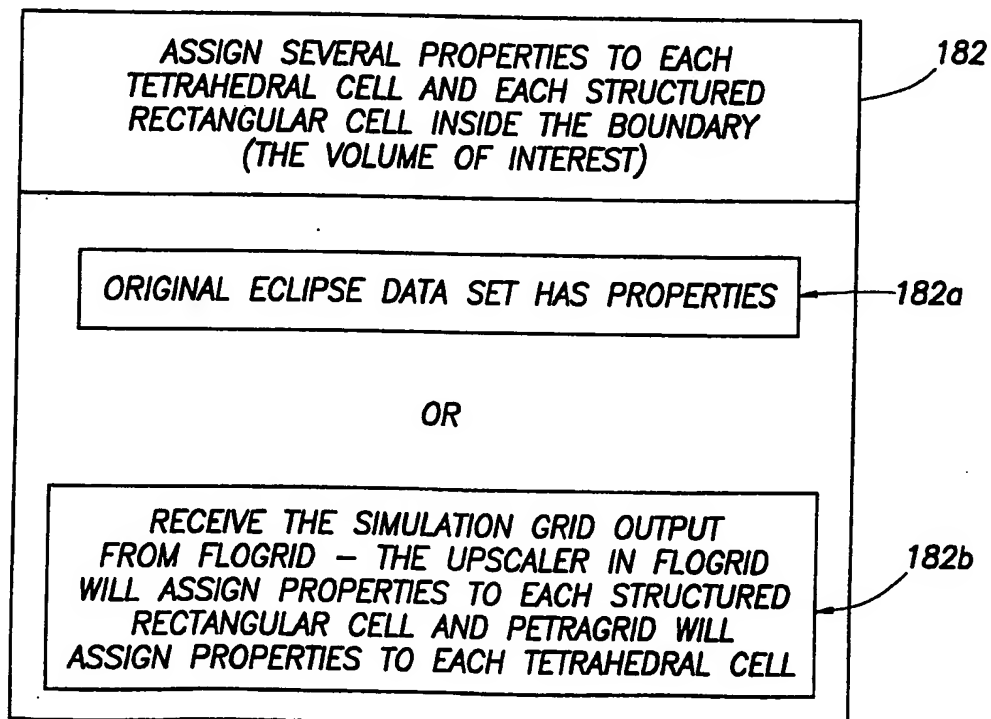 ASSIGN SEVERAL PROPERTIES TO EACH
TETRAHEDRAL CELL AND EACH STRUCTURED
RECTANGULAR CELL INSIDE THE BOUNDARY
(THE VOLUME OF INTEREST)
182
ORIGINAL ECLIPSE DATA SET HAS PROPERTIES
182a
OR
RECEIVE THE SIMULATION GRID OUTPUT
FROM FLOGRID – THE UPSCALER IN FLOGRID
WILL ASSIGN PROPERTIES TO EACH STRUCTURED
RECTANGULAR CELL AND PETRAGRID WILL
ASSIGN PROPERTIES TO EACH TETRAHEDRAL CELL
182b